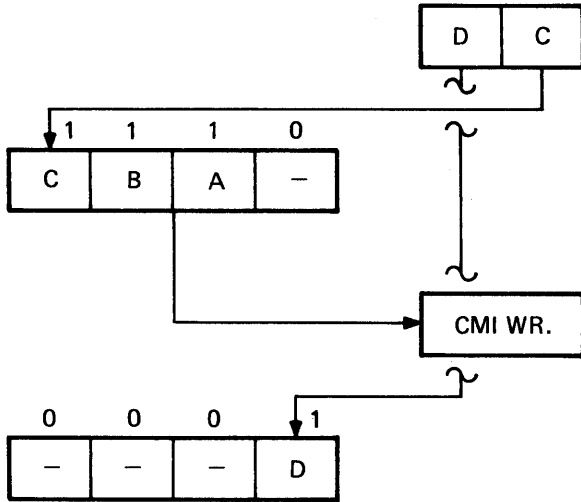 D C
1 1 1 0
C B A –
CMI WR.
0 0 0 1
– – – D